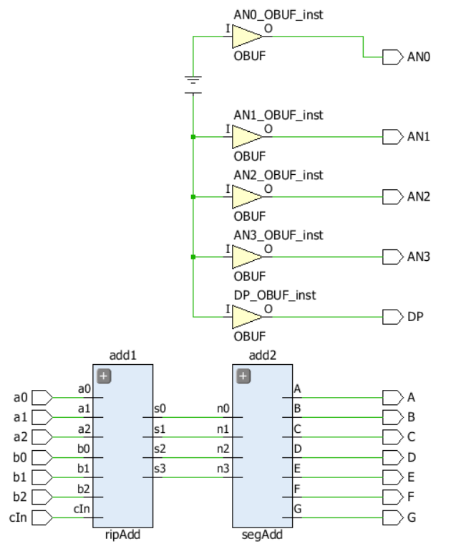 AN0_OBUF_inst
I O
AN0
OBUF
AN1_OBUF_inst
I O
AN1
OBUF
AN2_OBUF_inst
I O
AN2
OBUF
AN3_OBUF_inst
I O
AN3
OBUF
DP_OBUF_inst
I O
DP
OBUF
add1 add2
a0 a0 A A
a1 a1 s0 n0 B B
a2 a2 s1 n1 C C
b0 b0 s2 n2 D D
b1 b1 s3 n3 E E
b2 b2 F F
cIn cIn G G
ripAdd segAdd